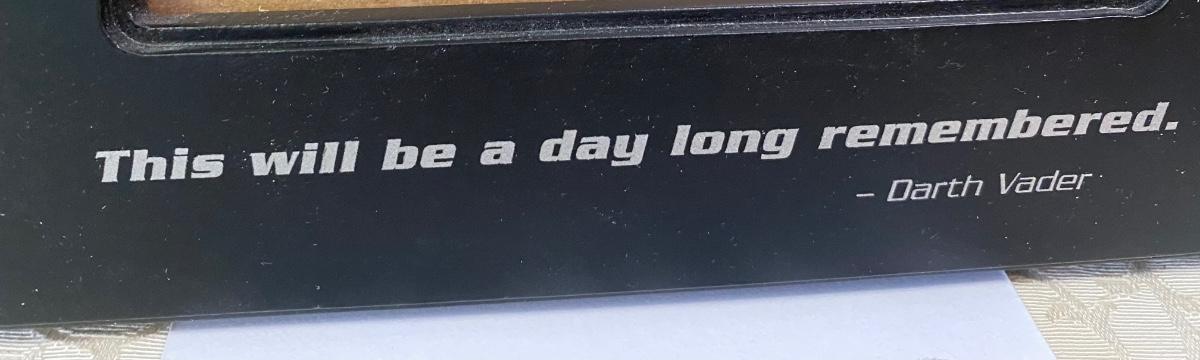 This will be a day long remembered.
– Darth Vader